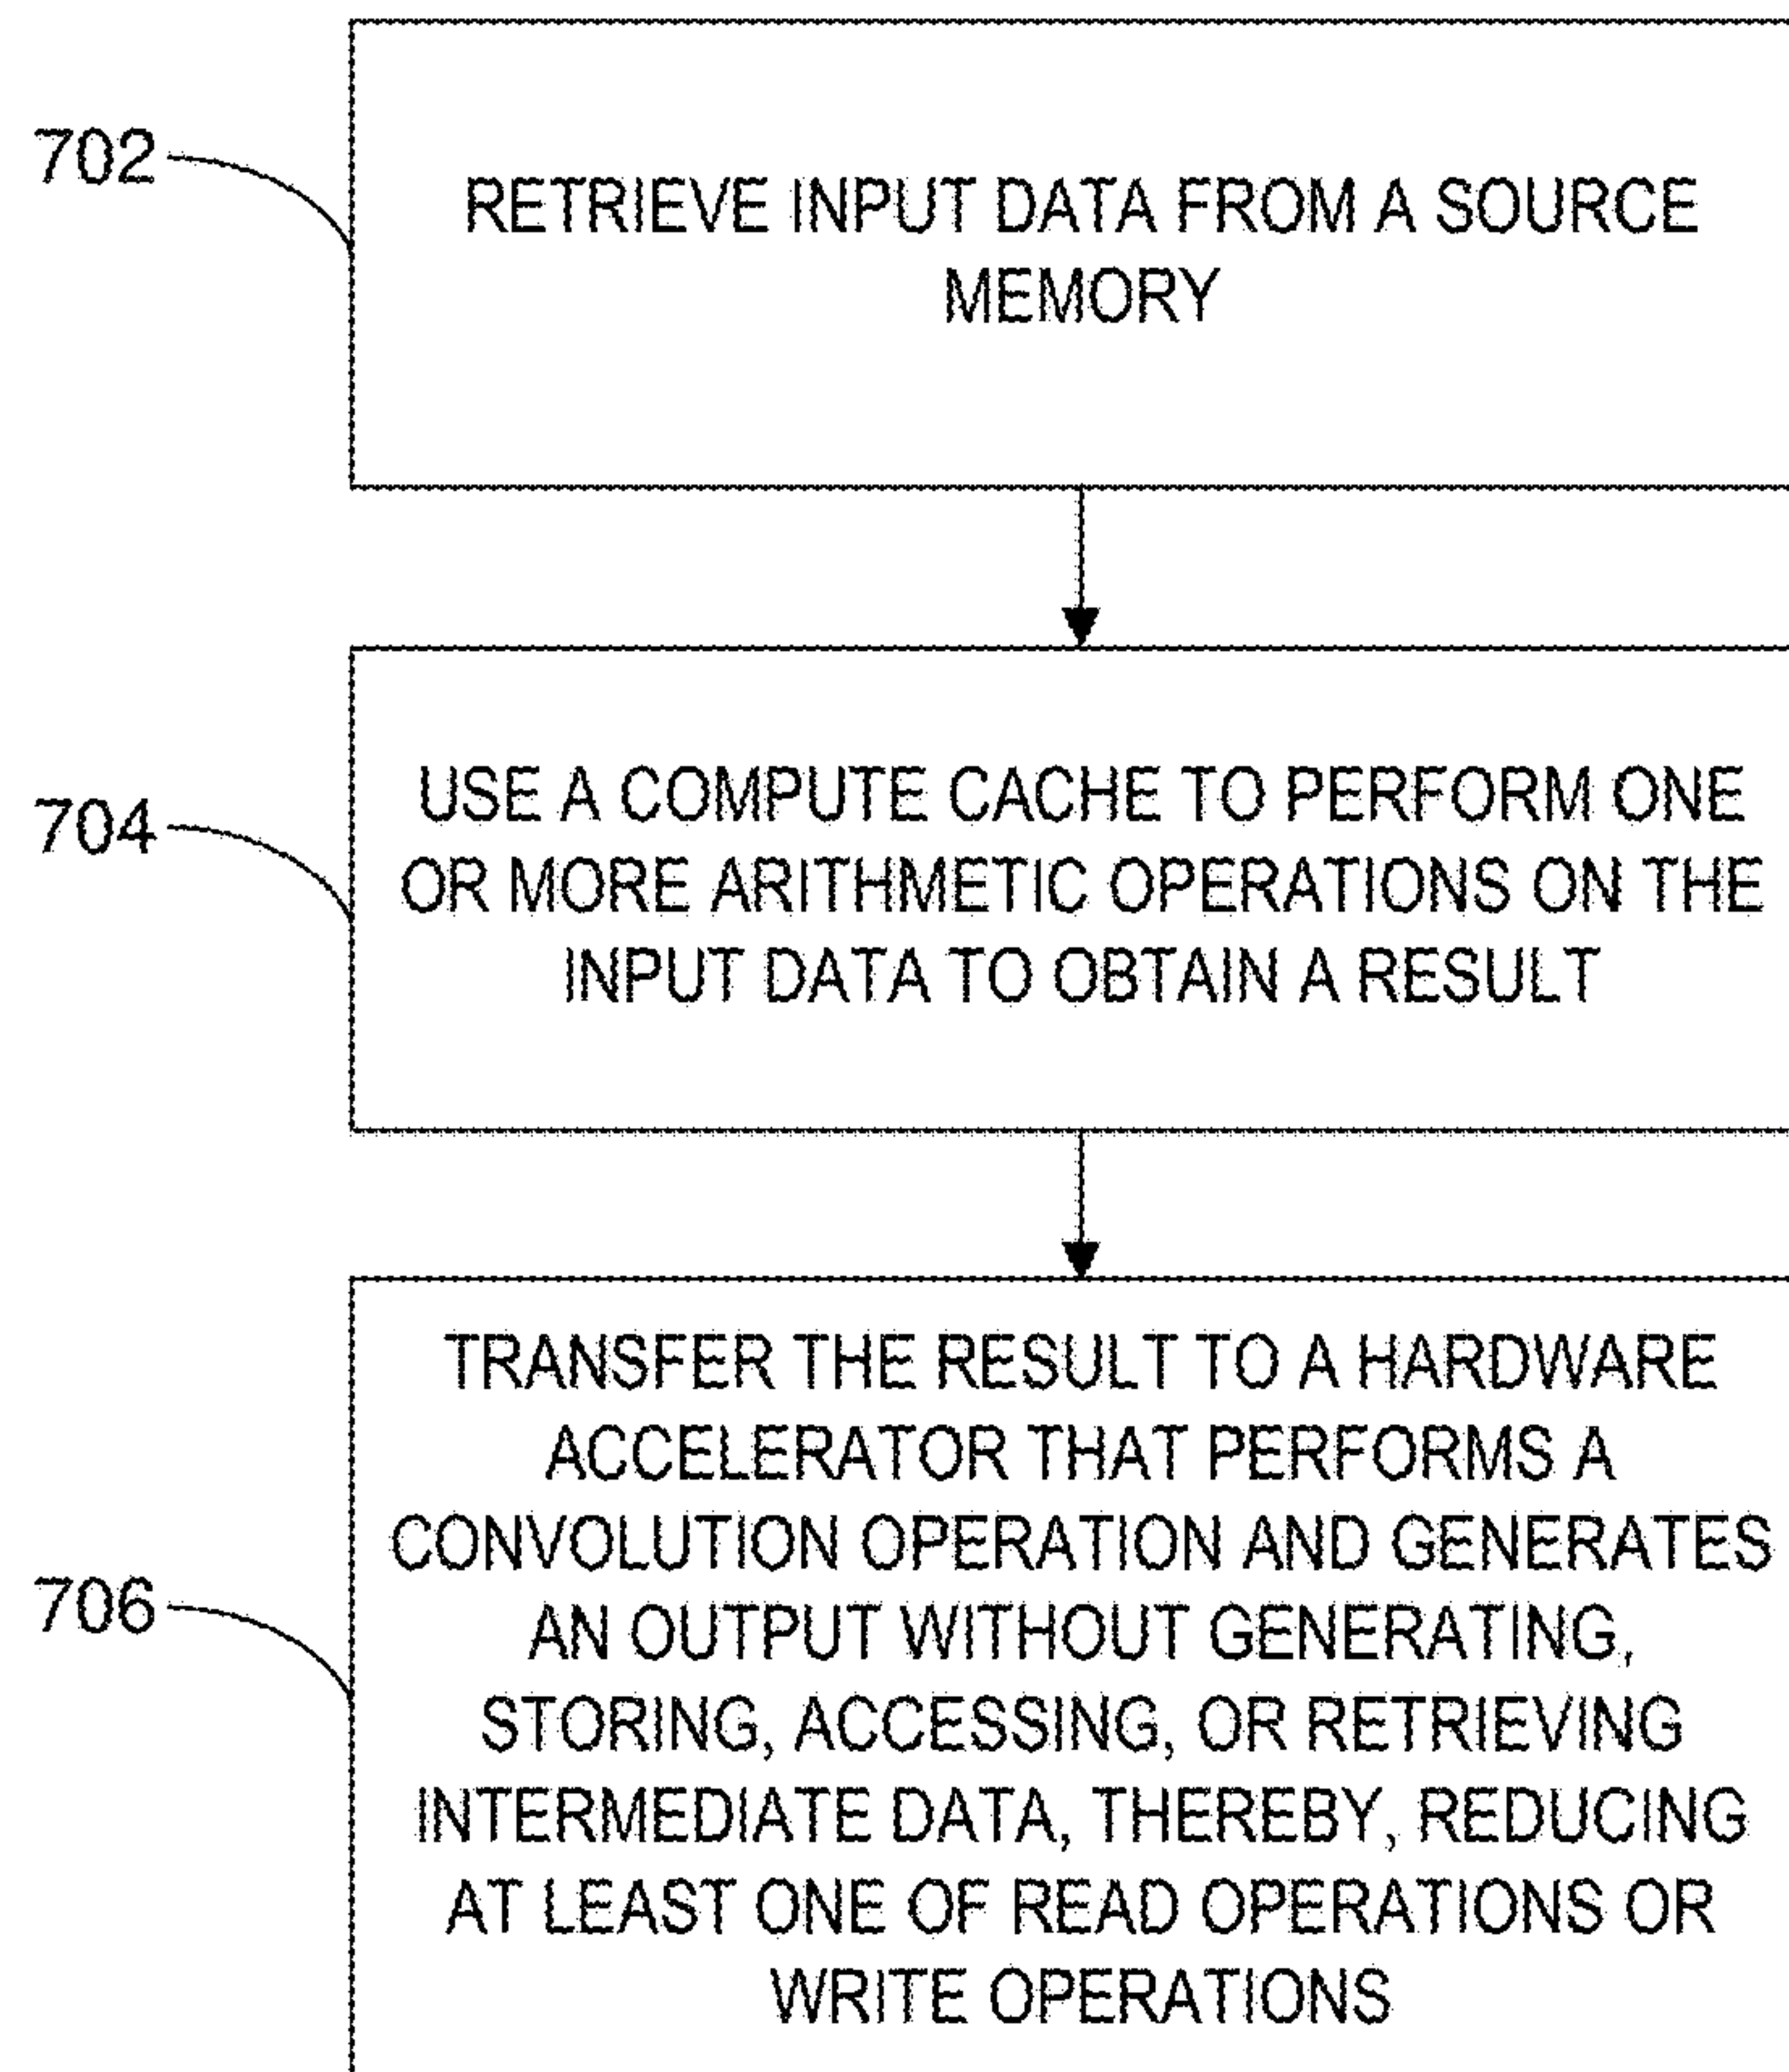 702
RETRIEVE INPUT DATA FROM A SOURCE
MEMORY
704
USE A COMPUTE CACHE TO PERFORM ONE
OR MORE ARITHMETIC OPERATIONS ON THE
INPUT DATA TO OBTAIN A RESULT
706
TRANSFER THE RESULT TO A HARDWARE
ACCELERATOR THAT PERFORMS A
CONVOLUTION OPERATION AND GENERATES
AN OUTPUT WITHOUT GENERATING,
STORING, ACCESSING, OR RETRIEVING
INTERMEDIATE DATA, THEREBY, REDUCING
AT LEAST ONE OF READ OPERATIONS OR
WRITE OPERATIONS